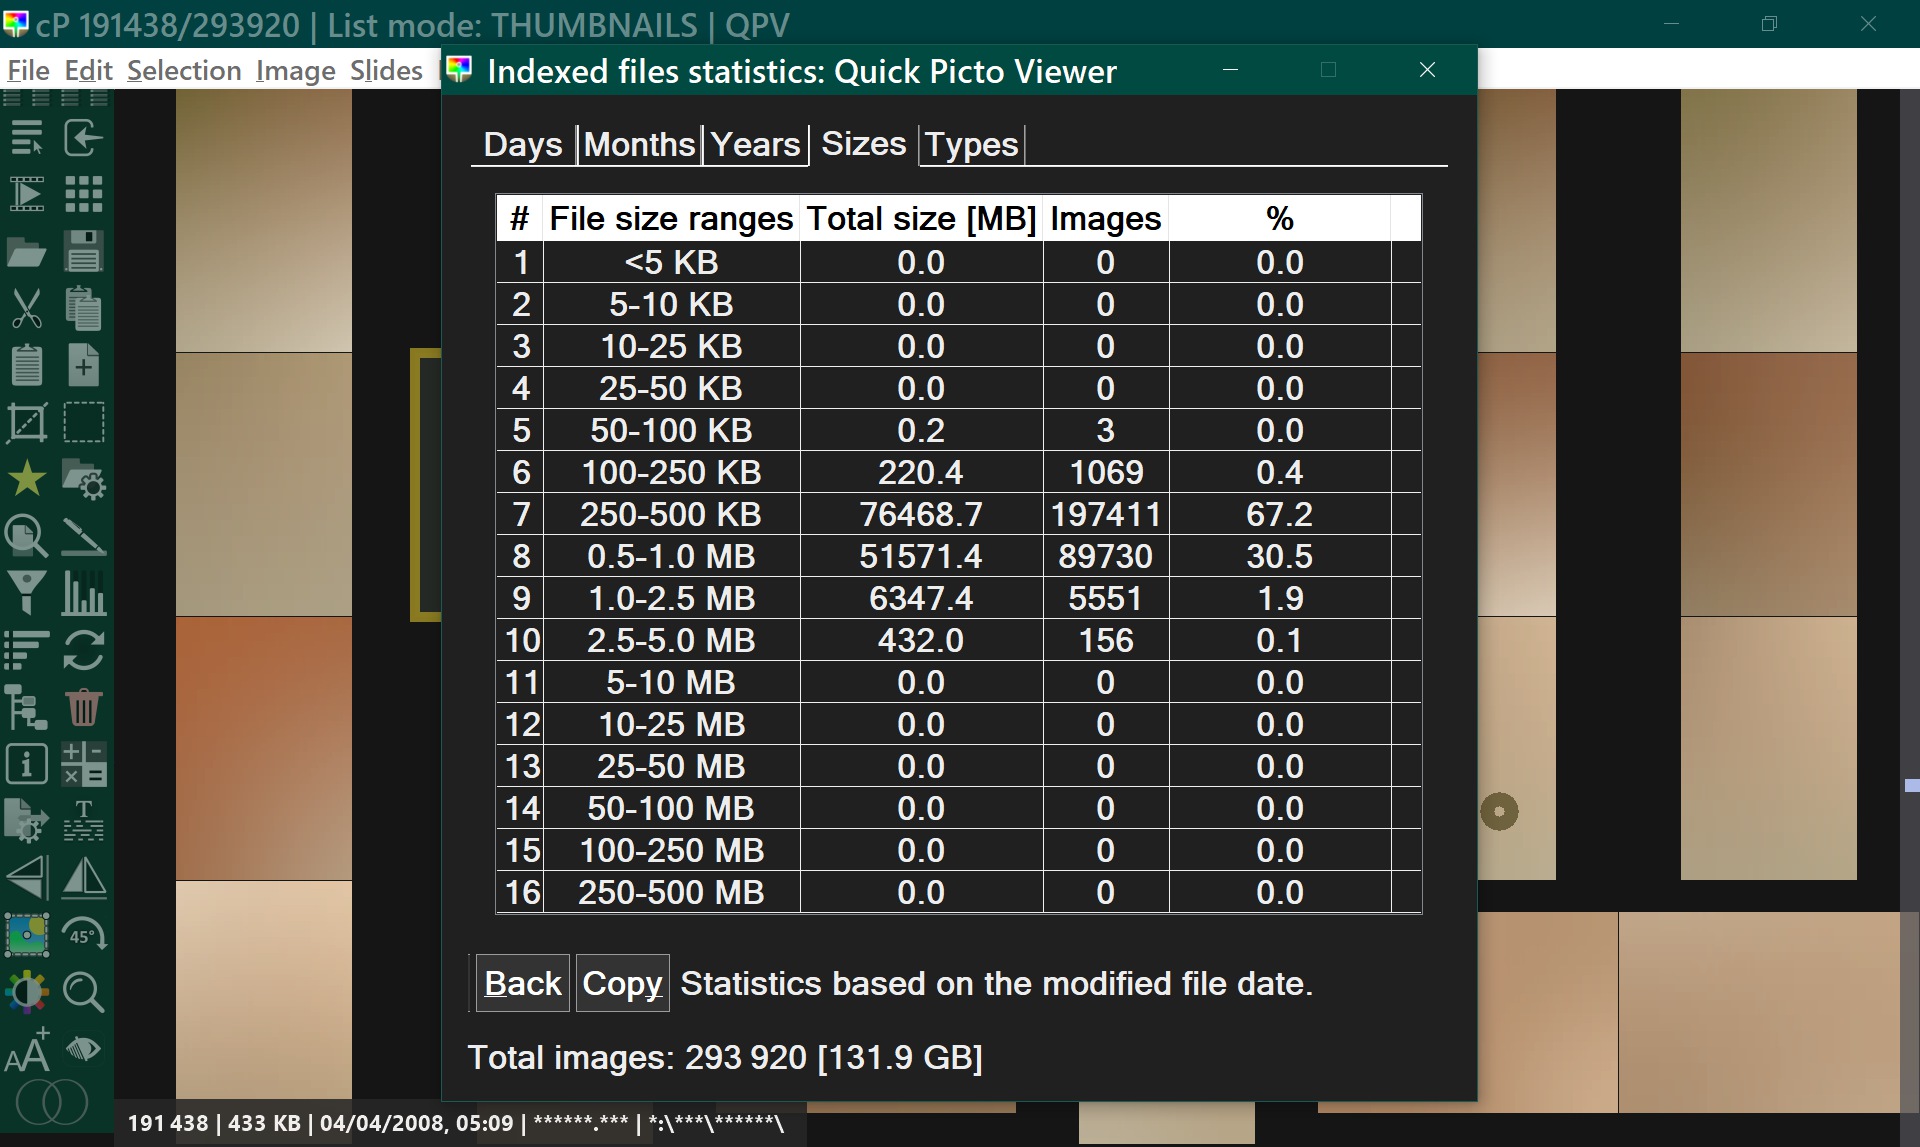 cP 191438/293920 | List mode: THUMBNAILS | QPV
File Edit Selection Image Slides
Indexed files statistics: Quick Picto Viewer
Days Months Years Sizes Types
# File size ranges Total size [MB] Images %
1 <5 KB 0.0 0 0.0
2 5-10 KB 0.0 0 0.0
3 10-25 KB 0.0 0 0.0
4 25-50 KB 0.0 0 0.0
5 50-100 KB 0.2 3 0.0
6 100-250 KB 220.4 1069 0.4
7 250-500 KB 76468.7 197411 67.2
8 0.5-1.0 MB 51571.4 89730 30.5
9 1.0-2.5 MB 6347.4 5551 1.9
10 2.5-5.0 MB 432.0 156 0.1
11 5-10 MB 0.0 0 0.0
12 10-25 MB 0.0 0 0.0
13 25-50 MB 0.0 0 0.0
14 50-100 MB 0.0 0 0.0
15 100-250 MB 0.0 0 0.0
16 250-500 MB 0.0 0 0.0
45°
Back Copy Statistics based on the modified file date.
Total images: 293 920 [131.9 GB]
191 438 | 433 KB | 04/04/2008, 05:09 | ******.*** | *:\***\******\